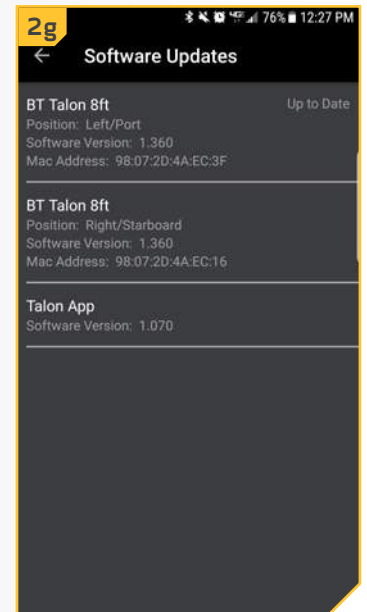 2g
76% 12:27 PM
Software Updates
BT Talon 8ft Up to Date
Position: Left/Port
Software Version: 1.360
Mac Address: 98:07:2D:4A:EC:3F
BT Talon 8ft
Position: Right/Starboard
Software Version: 1.360
Mac Address: 98:07:2D:4A:EC:16
Talon App
Software Version: 1.070